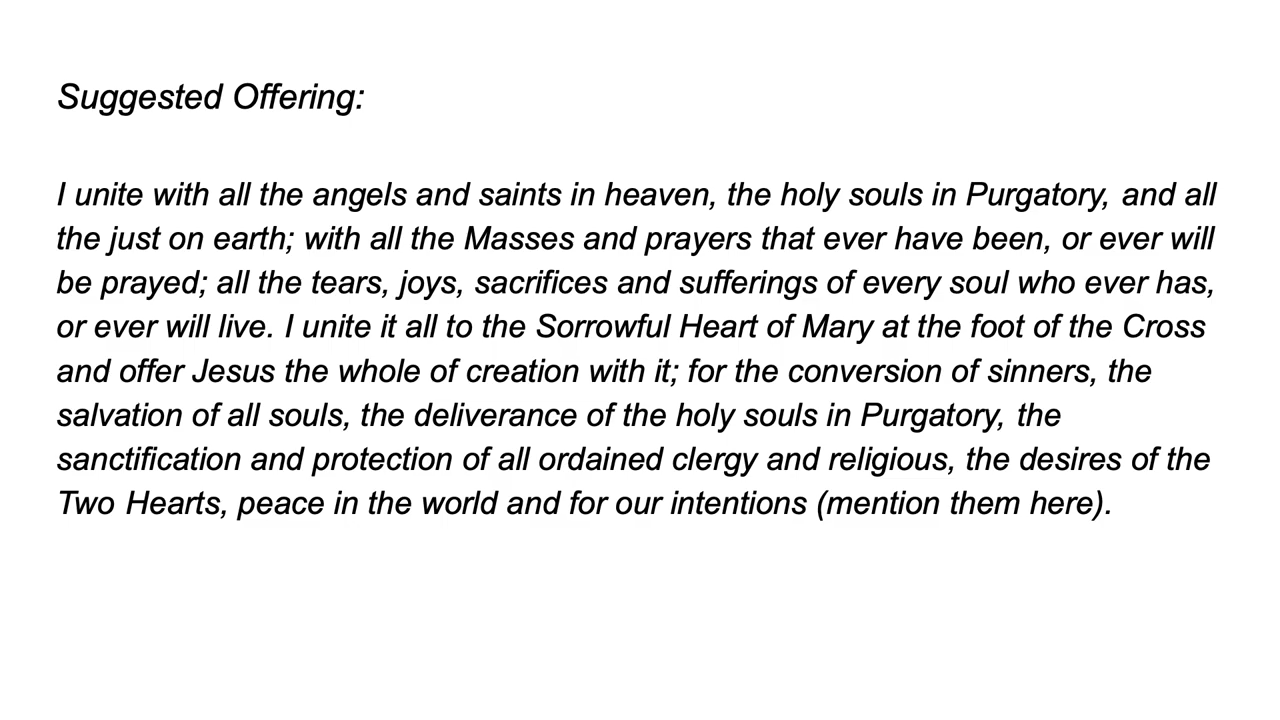 Suggested Offering:
I unite with all the angels and saints in heaven, the holy souls in Purgatory, and all
the just on earth; with all the Masses and prayers that ever have been, or ever will
be prayed; all the tears, joys, sacrifices and sufferings of every soul who ever has,
or ever will live. I unite it all to the Sorrowful Heart of Mary at the foot of the Cross
and offer Jesus the whole of creation with it; for the conversion of sinners, the
salvation of all souls, the deliverance of the holy souls in Purgatory, the
sanctification and protection of all ordained clergy and religious, the desires of the
Two Hearts, peace in the world and for our intentions (mention them here).